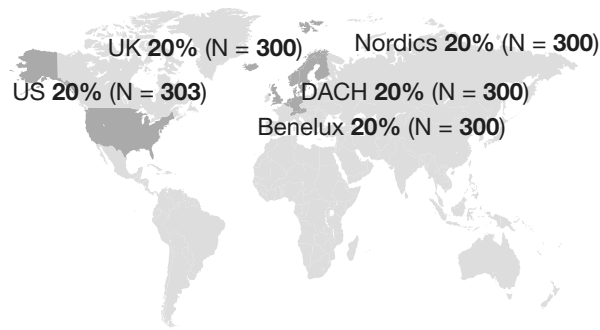 UK 20% (N = 300)
Nordics 20% (N = 300)
US 20% (N = 303)
DACH 20% (N = 300)
Benelux 20% (N = 300)